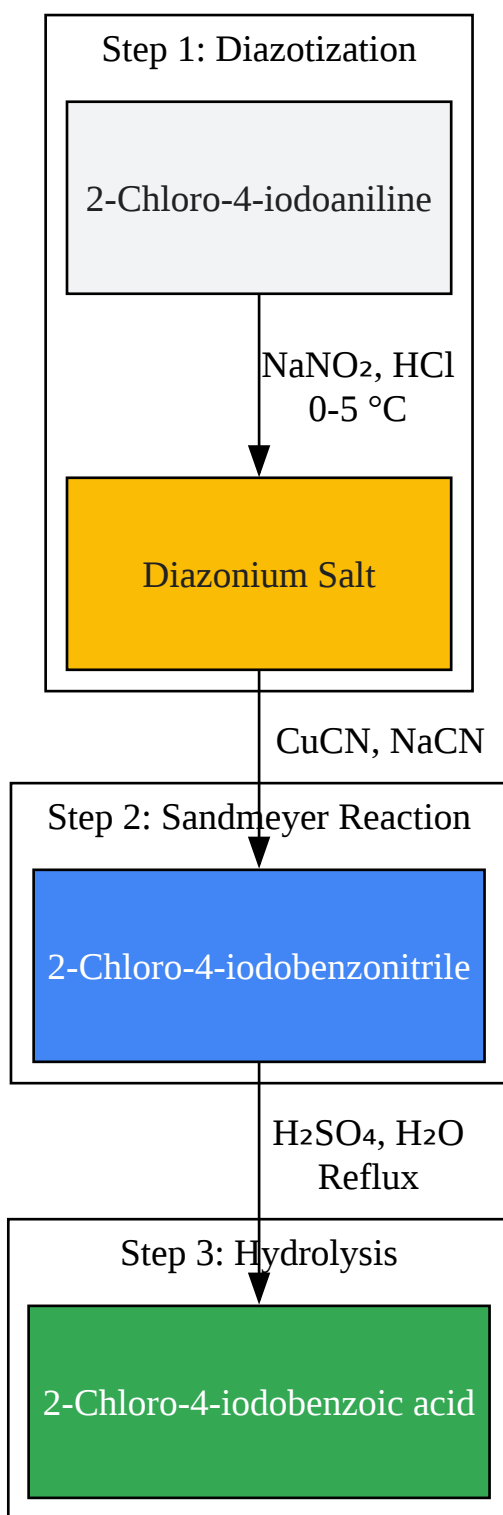 Step 1: Diazotization
2-Chloro-4-iodoaniline
NaNO₂, HCl
0-5 °C
Diazonium Salt
CuCN, NaCN
Step 2: Sandmeyer Reaction
2-Chloro-4-iodobenzonitrile
H₂SO₄, H₂O
Reflux
Step 3: Hydrolysis
2-Chloro-4-iodobenzoic acid